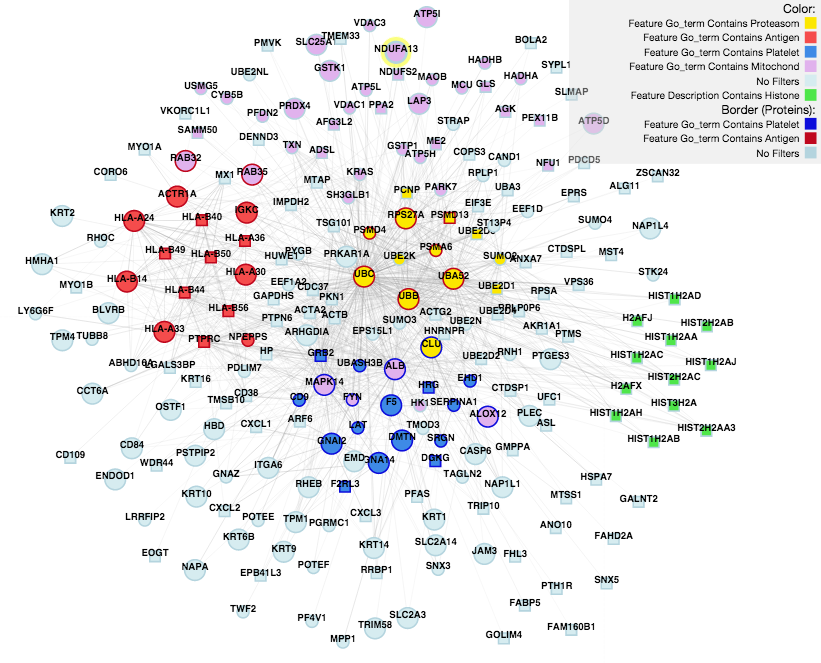 Color:
Feature Go_term Contains Proteasom
Feature Go_term Contains Antigen
Feature Go_term Contains Platelet
Feature Go_term Contains Mitochond
No Filters
Feature Description Contains Histone
Border (Proteins):
Feature Go_term Contains Platelet
Feature Go_term Contains Antigen
No Filters
ATP5I
VDAC3
TMEM33
SLC25A
PMVK
BOLA2
NDUFA13
HADHB
SYPL1
GSTK1
UBE2NL
NDUFS2
MAOB
HADHA
USMG5
ATP5L
MCU
GLS
SLMAP
CYB5B
PRDX4
VDAC1
PPA2
LAP3
AGK
VKORC1L1
PFDN2
AFG3L2
STRAP
PEX11B
ATP5D
SAMM50
DENND3
TXN
ADSL
GSTP1
ME2
MYO1A
ATP5H
COPS3
CAND1
PDCD5
RAB32
NFU1
CORO6
MX1
RAB35
KRAS
RPLP1
ZSCAN32
MTAP
PCNP
PARK7
UBA3
ALG11
ACTR1A
SH3GLB1
EPRS
IMPDH2
EIF3E
KRT2
HLA-A24
HLA-B40
IGKC
RPS27A
PSMD13
EEF1D
TSG101
ST13P4
SUMO4
NAP1L4
PSMD4
RHOC
HLA-A36
HLA-B49
HLA-B50
PYGB
PRKAR1A
UBE2K
PSMA6
SUMO2
ANXA7
CTDSPL
MST4
HMHA1
HUWE1
HLA-B14
HLA-A30
UBC
UBAS2
STK24
MYO1B
HLA-B44
EEF1A2
CDC37
UBE2D1
RPSA
VPS36
GAPDHS
PKN1
UBB
HIST1H2AD
LY6G6F
BLVRB
HLA-B56
ACTA2
ACTB
ACTG2
PTPN6
SUMO3
UBE2N
H2AFJ
HIST2H2AB
TPM4
TUBB8
HLA-A33
PTPRC
NPEPPS
ARHGDIA
EPS15L1
HNRNPR
AKR1A1
PTMS
HIST1H2AA
HP
GRB2
CLU
UBE2D2
RNH1
PTGES3
HIST1H2AC
HIST1H2AJ
ABHD16A
LGALS3BP
PDLIM7
UBASH3B
ALB
KRT16
MAPK14
EHD1
HIST2H2AC
CCT6A
CD38
HRG
CTDSP1
H2AFX
TMSB10
CD9
FYN
F5
HK1
SERPINA1
UFC1
HIST3H2A
OSTF1
ALOX12
PLEC
HIST1H2AH
HBD
CXCL1
ARF6
LAT
TMOD3
ASL
HIST2H2AA3
CD84
GNAI2
DMTN
SRGN
HIST1H2AB
PSTPIP2
CASP6
GMPPA
CD109
WDR44
ITGA6
EMD
GNA14
DGKG
ENDOD1
GNAZ
TAGLN2
HSPA7
RHEB
F2RL3
NAP1L1
KRT10
PFAS
MTSS1
GALNT2
CXCL2
TRIP10
LRRFIP2
POTEE
TPM1
PGRMC1
CXCL3
KRT1
ANO10
KRT6B
FAHD2A
EOGT
KRT9
KRT14
SLC2A14
JAM3
FHL3
NAPA
EPB41L3
POTEF
RRBP1
SNX3
SNX5
PTH1R
TWF2
FABP5
PF4V1
SLC2A3
TRIM58
FAM160B1
MPP1
GOLIM4